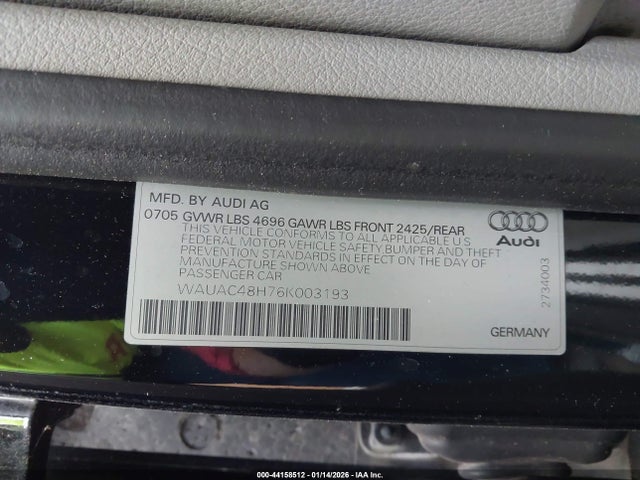 MFD. BY AUDI AG
0705 GVWR LBS 4696 GAWR LBS FRONT 2425/REAR
THIS VEHICLE CONFORMS TO ALL APPLICABLE U S
FEDERAL MOTOR VEHICLE SAFETY BUMPER AND THEFT
PREVENTION STANDARDS IN EFFECT ON THE DATE OF
MANUFACTURE SHOWN ABOVE
PASSENGER CAR
WAUAC48H76K003193
Audi
2734003
GERMANY
000-44158512 - 01/14/2026 - IAA Inc.